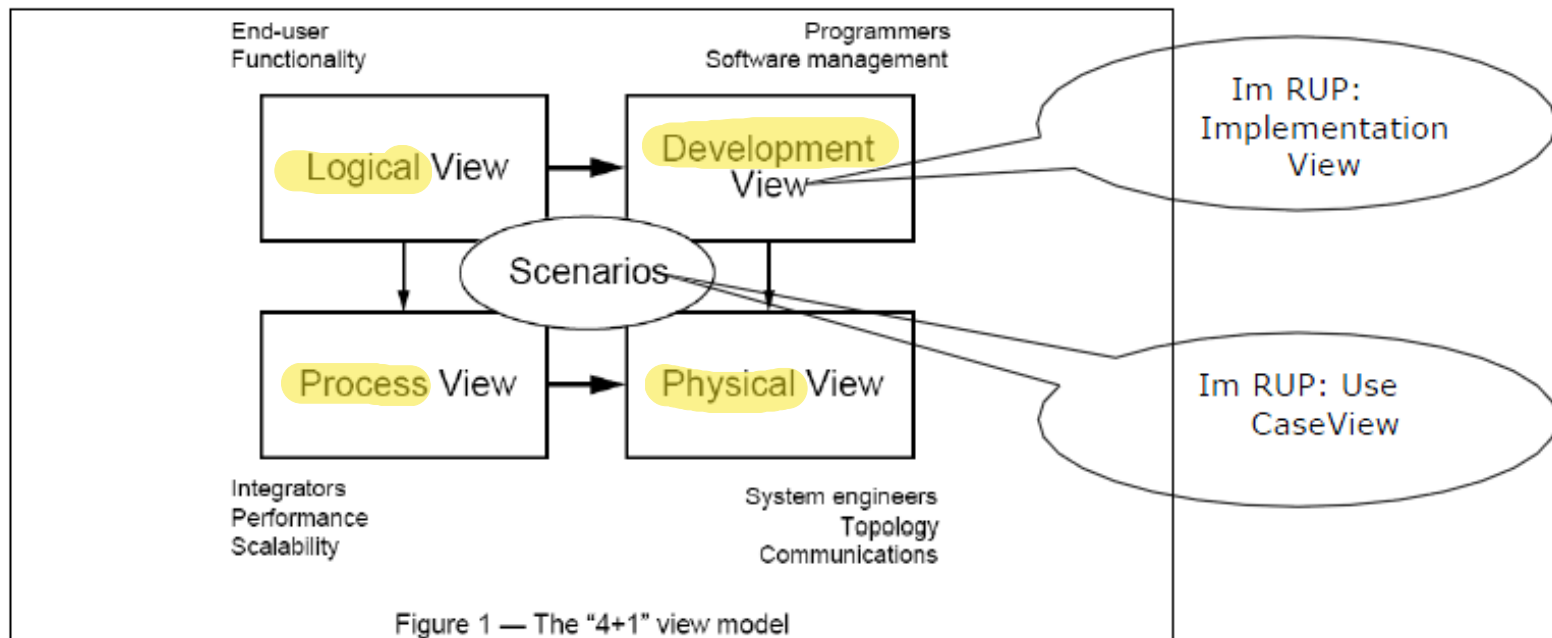 End-user
Functionality
Programmers
Software management
Logical View
Development
View
Im RUP:
Implementation
View
Scenarios
Process View
Physical View
Im RUP: Use
CaseView
Integrators
Performance
Scalability
System engineers
Topology
Communications
Figure 1 — The “4+1” view model